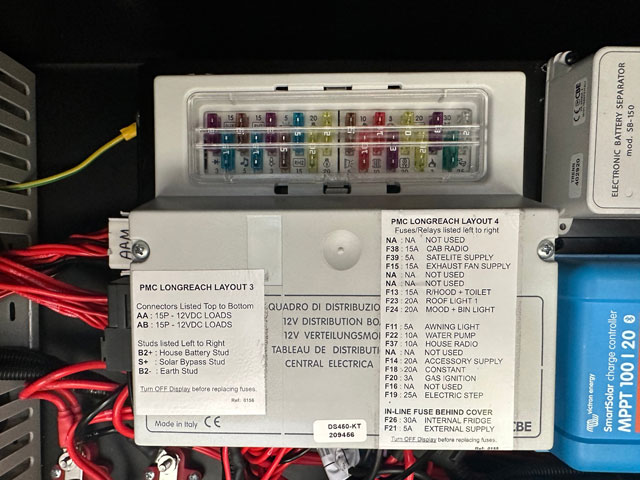 PMC LONGREACH LAYOUT 4
Fuses/Relays listed left to right
NA : NA NOT USED
F38 : 15A CAB RADIO
F39 : 5A SATELITE SUPPLY
F15 : 15A EXHAUST FAN SUPPLY
NA : NA NOT USED
NA : NA NOT USED
F13 : 15A R/HOOD + TOILET
F23 : 20A ROOF LIGHT 1
F24 : 20A MOOD + BIN LIGHT
F11 : 5A AWNING LIGHT
F22 : 10A WATER PUMP
F37 : 10A HOUSE RADIO
NA : NA NOT USED
F14 : 20A ACCESSORY SUPPLY
F18 : 20A CONSTANT
F20 : 3A GAS IGNITION
F16 : NA NOT USED
F19 : 25A ELECTRIC STEP
IN-LINE FUSE BEHIND COVER
F26 : 30A INTERNAL FRIDGE
F21 : 5A EXTERNAL SUPPLY
Turn OFF Display before replacing fuses.
PMC LONGREACH LAYOUT 3
Connectors Listed Top to Bottom
AA : 15P - 12VDC LOADS
AB : 15P - 12VDC LOADS
Studs listed Left to Right
B2+ : House Battery Stud
S+ : Solar Bypass Stud
B2- : Earth Stud
Turn OFF Display before replacing fuses.
Ref: 0156
QUADRO DI DISTRIBUZIO
12V DISTRIBUTION BO
12V VERTEILUNGSMO
TABLEAU DE DISTRIBUTI
CENTRAL ELECTRICA
Made in Italy CE
DS450-KT
209456
CBE
AAM
CBE
ELECTRONIC BATTERY SEPARATOR
mod. SB-150
402920
victron energy
SmartSolar charge controller
MPPT 100 | 20